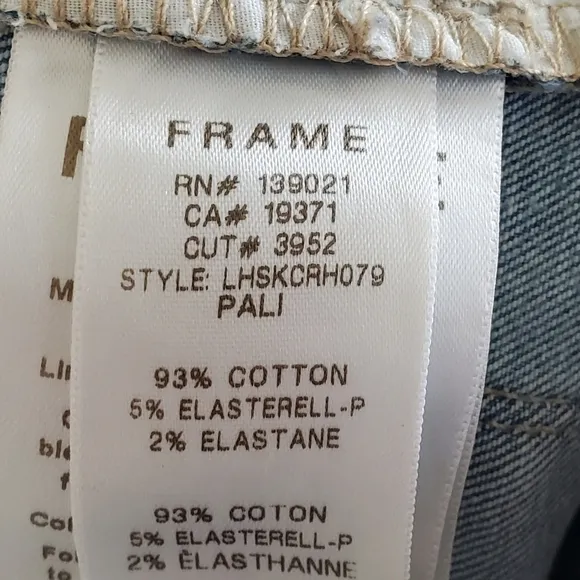 FRAME
RN# 139021
CA# 19371
CUT# 3952
STYLE: LHSKCRH079
PALI
93% COTTON
5% ELASTERELL-P
2% ELASTANE
93% COTON
5% ELASTERELL-P
2% ÉLASTHANNE